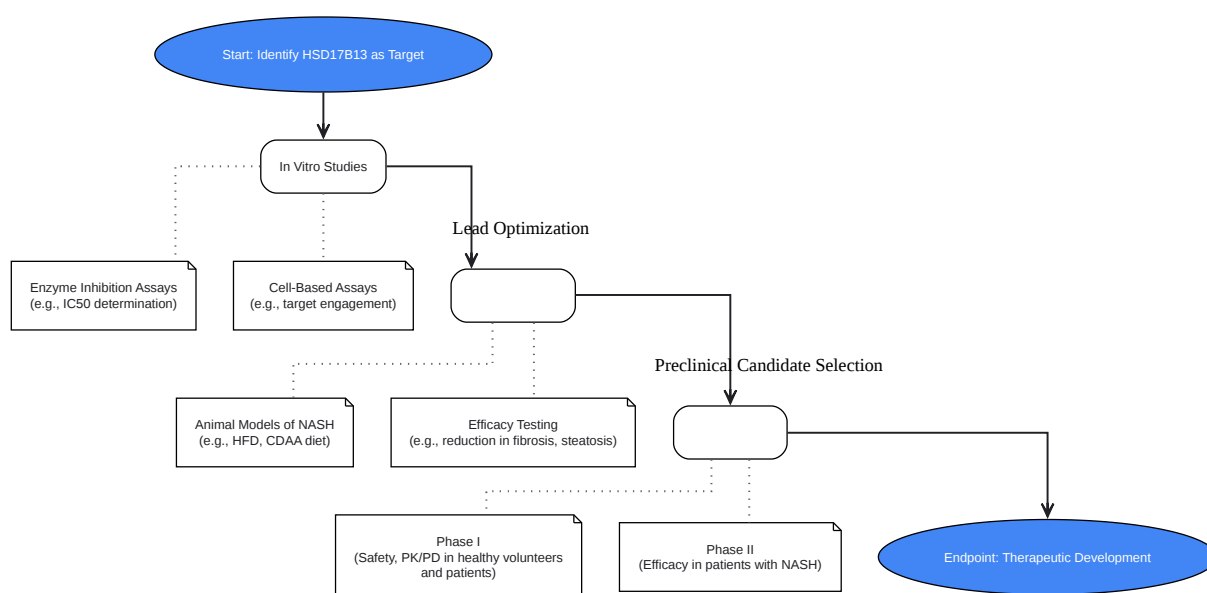 Start: Identify HSD17B13 as Target
In Vitro Studies
Lead Optimization
Enzyme Inhibition Assays
(e.g., IC50 determination)
Cell-Based Assays
(e.g., target engagement)
Preclinical Candidate Selection
Animal Models of NASH
(e.g., HFD, CDAA diet)
Efficacy Testing
(e.g., reduction in fibrosis, steatosis)
Phase I
(Safety, PK/PD in healthy volunteers
and patients)
Phase II
(Efficacy in patients with NASH)
Endpoint: Therapeutic Development